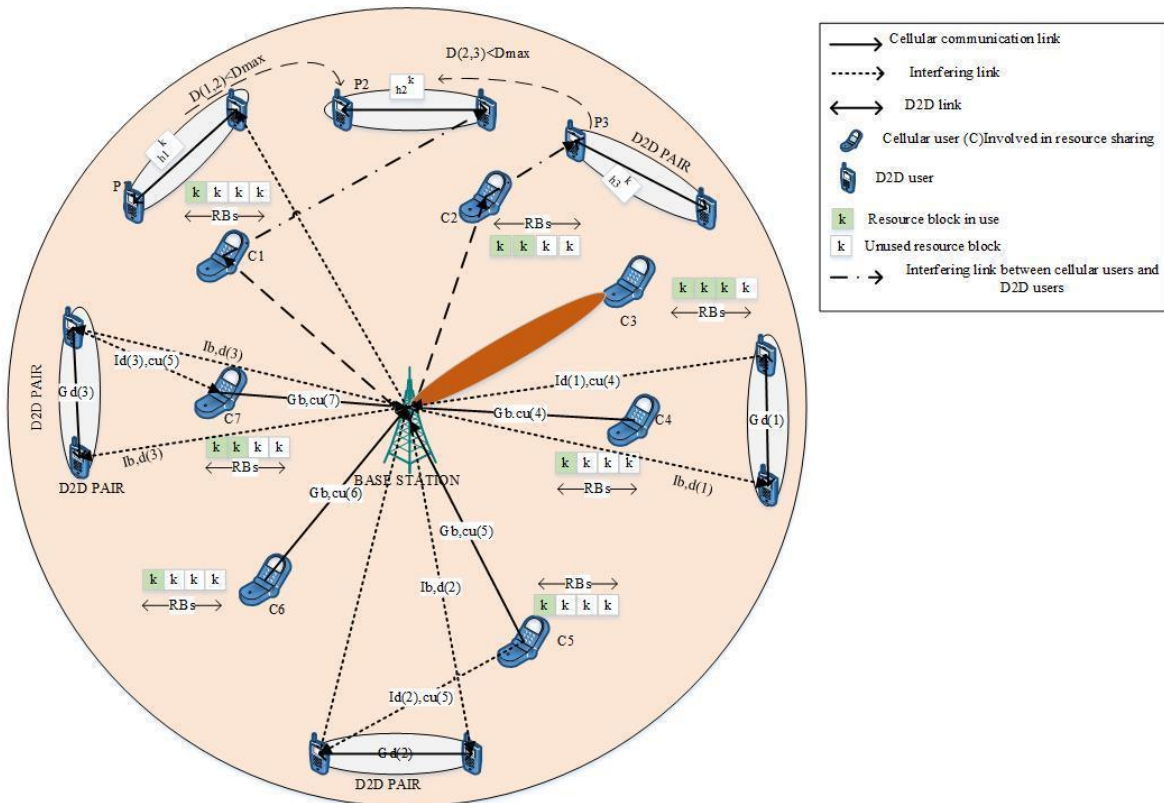 D(1,2)<Dmax
D(2,3)<Dmax
P2
h2 k
P3
D2D PAIR
h3 k
P1
h1 k
k k k k
RBs
C1
C2
RBs
k k k k
C3
k k k k
RBs
D2D PAIR
Gd(3)
Ib,d(3)
Id(3),cu(5)
C7
Gb,cu(7)
Ib,d(3)
D2D PAIR
k k k k
RBs
BASE STATION
Id(1),cu(4)
Gb.cu(4)
C4
Gd(1)
k k k k
RBs
Ib,d(1)
Gb,cu(6)
Gb,cu(5)
k k k k
RBs
C6
Ib,d(2)
RBs
k k k k
C5
Id(2),cu(5)
Gd(2)
D2D PAIR
Cellular communication link
Interfering link
D2D link
Cellular user (C)Involved in resource sharing
D2D user
k Resource block in use
k Unused resource block
Interfering link between cellular users and
D2D users